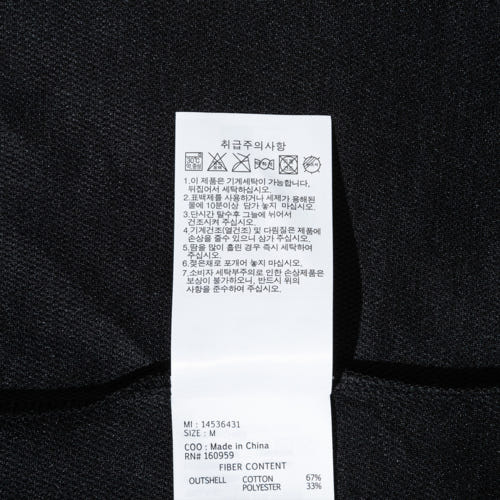 취급주의사항
30℃
약.중성
1.이 제품은 기계세탁이 가능합니다,
뒤집어서 세탁하십시오.
2.표백제를 사용하거나 세제가 용해된
물에 10분이상 담가 놓지 마십시오.
3.단시간 탈수후 그늘에 뉘어서
건조시켜 주십시오.
4.기계건조(열건조) 및 다림질은 제품에
손상을 줄수 있으니 삼가 주십시오.
5.땀을 많이 흘린 경우 즉시 세탁하여
주십시오.
6.젖은채로 포개어 놓지 마십시오.
7.소비자 세탁부주의로 인한 손상제품은
보상이 불가하오니, 반드시 위의
사항을 준수하여 주십시오.
MI : 14536431
SIZE : M
COO : Made in China
RN# 160959
FIBER CONTENT
OUTSHELL COTTON 67%
POLYESTER 33%